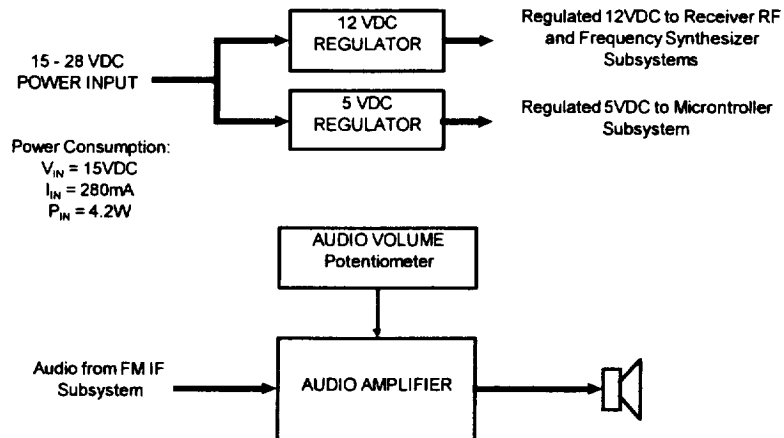 12 VDC
REGULATOR
Regulated 12VDC to Receiver RF
and Frequency Synthesizer
Subsystems
15 - 28 VDC
POWER INPUT
5 VDC
REGULATOR
Regulated 5VDC to Microntroller
Subsystem
Power Consumption:
V_IN = 15VDC
I_IN = 280mA
P_IN = 4.2W
AUDIO VOLUME
Potentiometer
Audio from FM IF
Subsystem
AUDIO AMPLIFIER